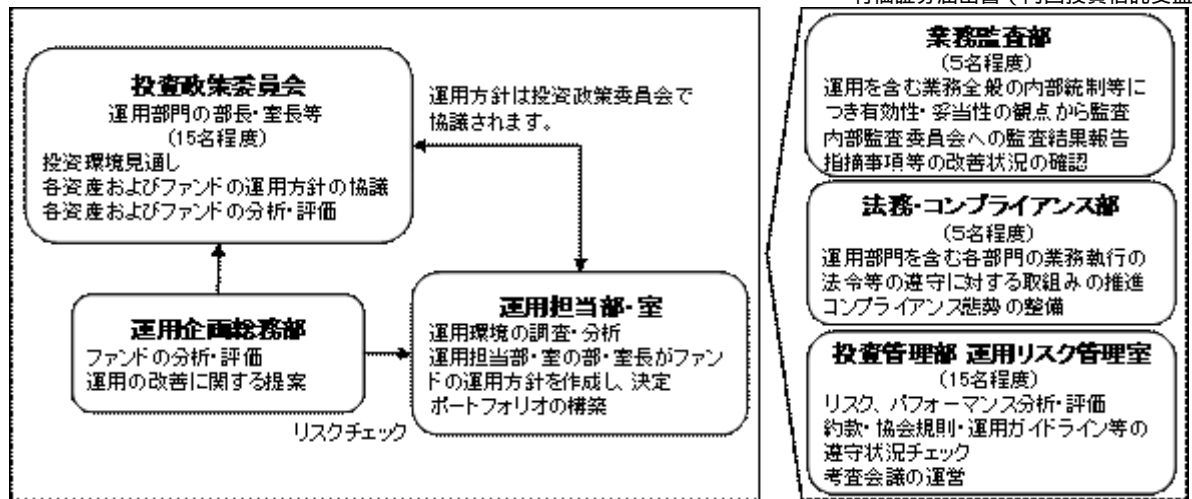 投資政策委員会
運用部門の部長・室長等
(15名程度)
投資環境見通し
各資産およびファンドの運用方針の協議
各資産およびファンドの分析・評価
運用方針は投資政策委員会で
協議されます。
運用企画総務部
ファンドの分析・評価
運用の改善に関する提案
リスクチェック
運用担当部・室
運用環境の調査・分析
運用担当部・室の部・室長がファン
ドの運用方針を作成し、決定
ポートフォリオの構築
業務監査部
(5名程度)
運用を含む業務全般の内部統制等に
つき有効性・妥当性の観点から監査
内部監査委員会への監査結果報告
指摘事項等の改善状況の確認
法務・コンプライアンス部
(5名程度)
運用部門を含む各部門の業務執行の
法令等の遵守に対する取組みの推進
コンプライアンス態勢の整備
投資管理部 運用リスク管理室
(15名程度)
リスク、パフォーマンス分析・評価
約款・協会規則・運用ガイドライン等の
遵守状況チェック
考査会議の運営